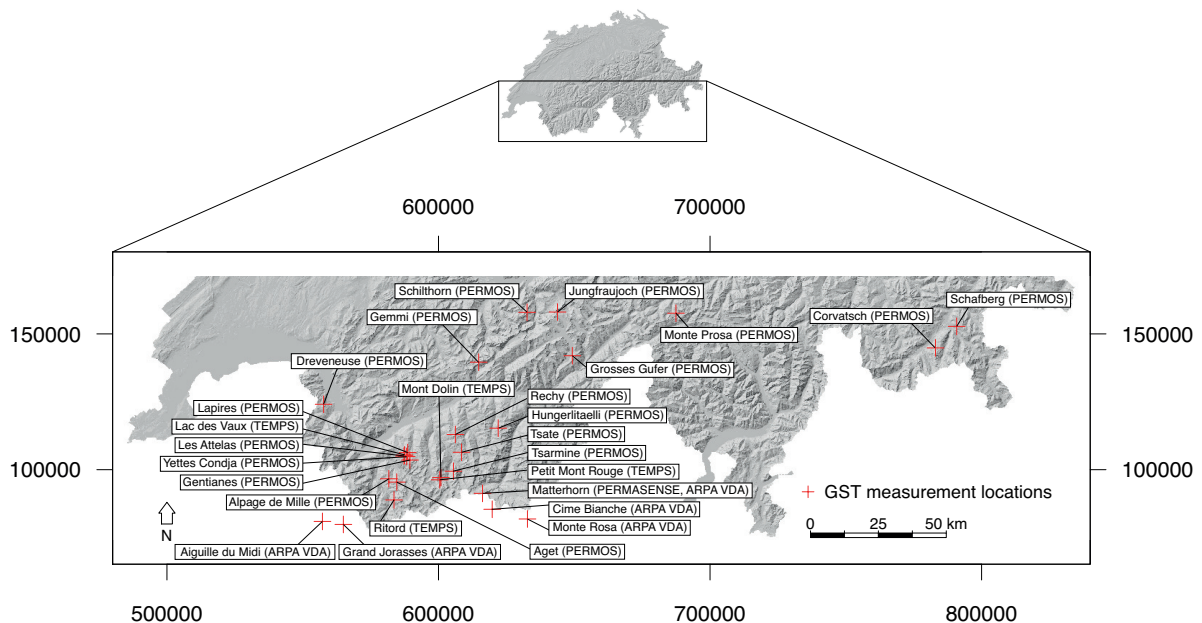 600000 700000
Schilthorn (PERMOS) Jungfraujoch (PERMOS)
Schafberg (PERMOS)
Gemmi (PERMOS) Corvatsch (PERMOS)
150000 Monte Prosa (PERMOS) 150000
Dreveneuse (PERMOS) Grosses Gufer (PERMOS)
Mont Dolin (TEMPS)
Rechy (PERMOS)
Lapires (PERMOS) Hungerlitaelli (PERMOS)
Lac des Vaux (TEMPS) Tsate (PERMOS)
Les Attelas (PERMOS) Tsarmine (PERMOS)
Yettes Condja (PERMOS) Petit Mont Rouge (TEMPS)
100000 100000
Gentianes (PERMOS) Matterhorn (PERMASENSE, ARPA VDA)
GST measurement locations
Alpage de Mille (PERMOS) Cime Bianche (ARPA VDA)
Ritord (TEMPS) Monte Rosa (ARPA VDA)
0 25 50 km
N
Aiguille du Midi (ARPA VDA) Grand Jorasses (ARPA VDA) Aget (PERMOS)
500000 600000 700000 800000